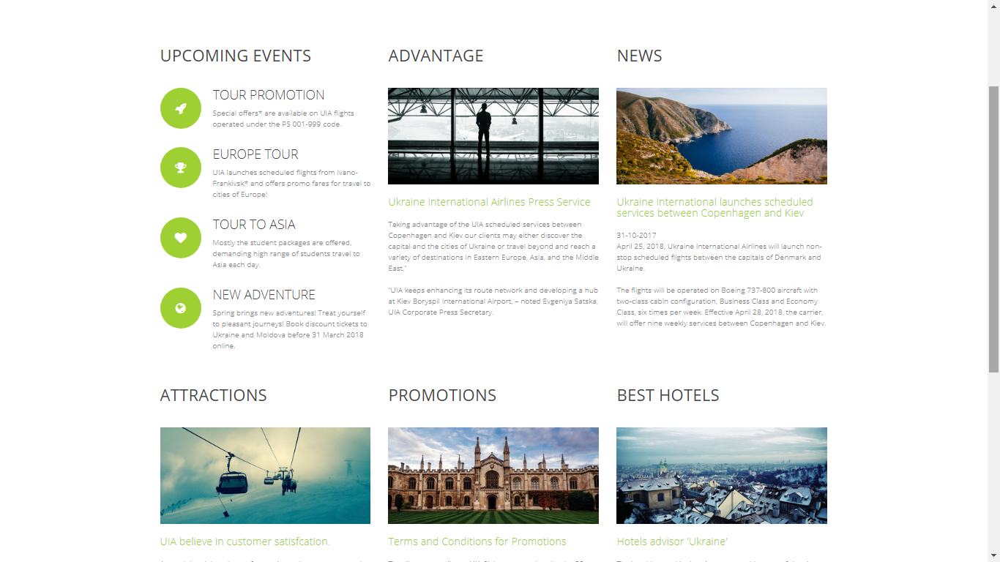 UPCOMING EVENTS
TOUR PROMOTION
Special offers* are available on UIA flights
operated under the PS 001-999 code.
EUROPE TOUR
UIA launches scheduled flights from Ivano-
Frankivsk* and offers promo fares for travel to
cities of Europe!
TOUR TO ASIA
Mostly the student packages are offered,
demanding high range of students travel to
Asia each day.
NEW ADVENTURE
Spring brings new adventures! Treat yourself
to pleasant journeys! Book discount tickets to
Ukraine and Moldova before 31 March 2018
online.
ADVANTAGE
Ukraine International Airlines Press Service
Taking advantage of the UIA scheduled services between
Copenhagen and Kiev our clients may either discover the
capital and the cities of Ukraine or travel beyond and reach a
variety of destinations in Eastern Europe, Asia, and the Middle
East."
"UIA keeps enhancing its route network and developing a hub
at Kiev Boryspil International Airport, – noted Evgeniya Satska,
UIA Corporate Press Secretary.
NEWS
Ukraine International launches scheduled
services between Copenhagen and Kiev
31-10-2017
April 25, 2018, Ukraine International Airlines will launch non-
stop scheduled flights between the capitals of Denmark and
Ukraine.
The flights will be operated on Boeing 737-800 aircraft with
two-class cabin configuration, Business Class and Economy
Class, six times per week. Effective April 28, 2018, the carrier,
will offer nine weekly services between Copenhagen and Kiev.
ATTRACTIONS
UIA believe in customer satisfcation.
PROMOTIONS
Terms and Conditions for Promotions
BEST HOTELS
Hotels advisor 'Ukraine'